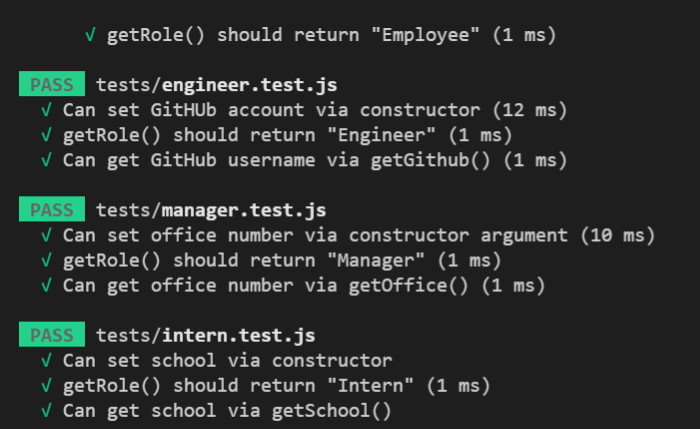 √ getRole() should return "Employee" (1 ms)
PASS tests/engineer.test.js
√ Can set GitHUb account via constructor (12 ms)
√ getRole() should return "Engineer" (1 ms)
√ Can get GitHub username via getGithub() (1 ms)
PASS tests/manager.test.js
√ Can set office number via constructor argument (10 ms)
√ getRole() should return "Manager" (1 ms)
√ Can get office number via getOffice() (1 ms)
PASS tests/intern.test.js
√ Can set school via constructor
√ getRole() should return "Intern" (1 ms)
√ Can get school via getSchool()